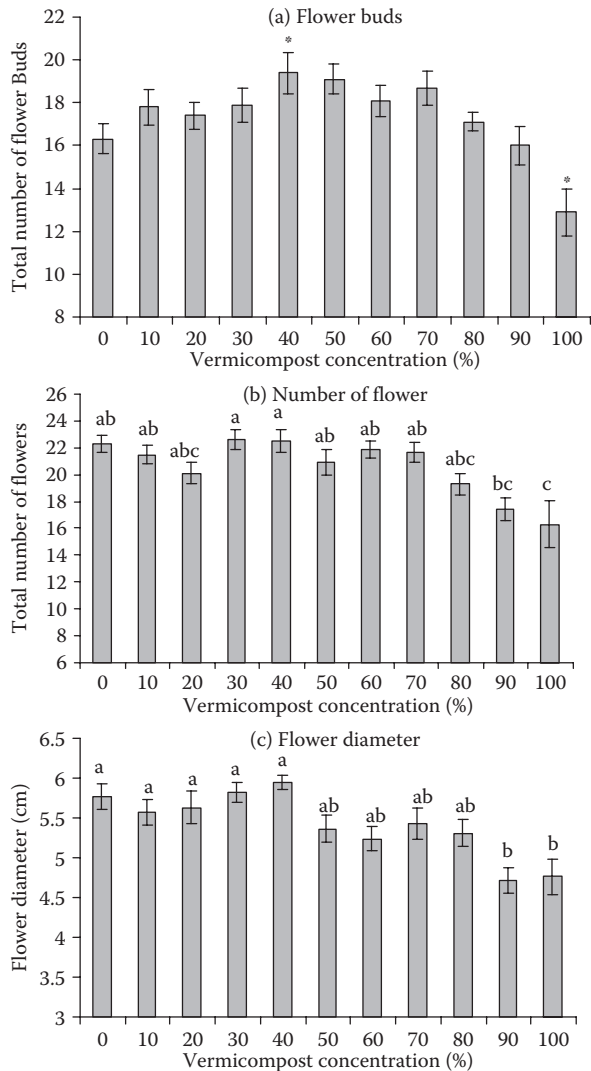 (a) Flower buds
Total number of flower Buds
22
20
18
16
14
12
10
8
*
*
0 10 20 30 40 50 60 70 80 90 100
Vermicompost concentration (%)
(b) Number of flower
Total number of flowers
26
24
22
20
18
16
14
12
10
8
6
ab ab abc a a ab ab ab abc bc c
0 10 20 30 40 50 60 70 80 90 100
Vermicompost concentration (%)
(c) Flower diameter
Flower diameter (cm)
6.5
6
5.5
5
4.5
4
3.5
3
a a a a a ab ab ab ab b b
0 10 20 30 40 50 60 70 80 90 100
Vermicompost concentration (%)